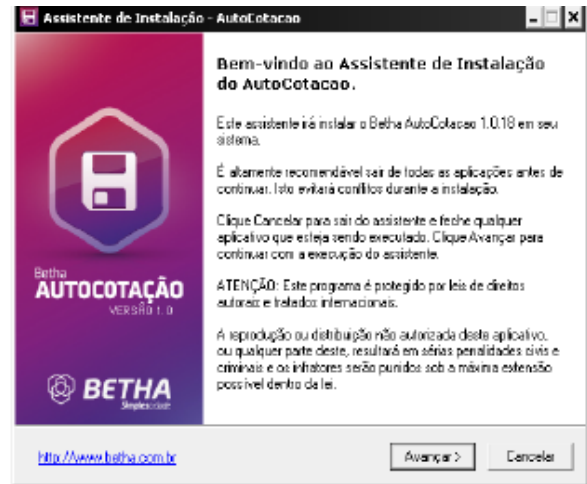 Assistente de Instalação - AutoCotacao
Bem-vindo ao Assistente de Instalação
do AutoCotacao.
Este assistente irá instalar o Betha AutoCotacao 1.0.18 em seu
sistema.
É altamente recomendável sair de todas as aplicações antes de
continuar. Isto evitará conflitos durante a instalação.
Clique Cancelar para sair do assistente e feche qualquer
aplicativo que esteja sendo executado. Clique Avançar para
continuar com a execução do assistente.
ATENÇÃO: Este programa é protegido por leis de direitos
autorais e tratados internacionais.
A reprodução ou distribuição não autorizada deste aplicativo,
ou qualquer parte deste, resultará em sérias penalidades civis e
criminais e os infratores serão punidos sob a máxima extensão
possível dentro da lei.
Betha
AUTOCOTAÇÃO
VERSÃO 1.0
BETHA
Simplescidade
http://www.betha.com.br
Avançar >
Cancelar